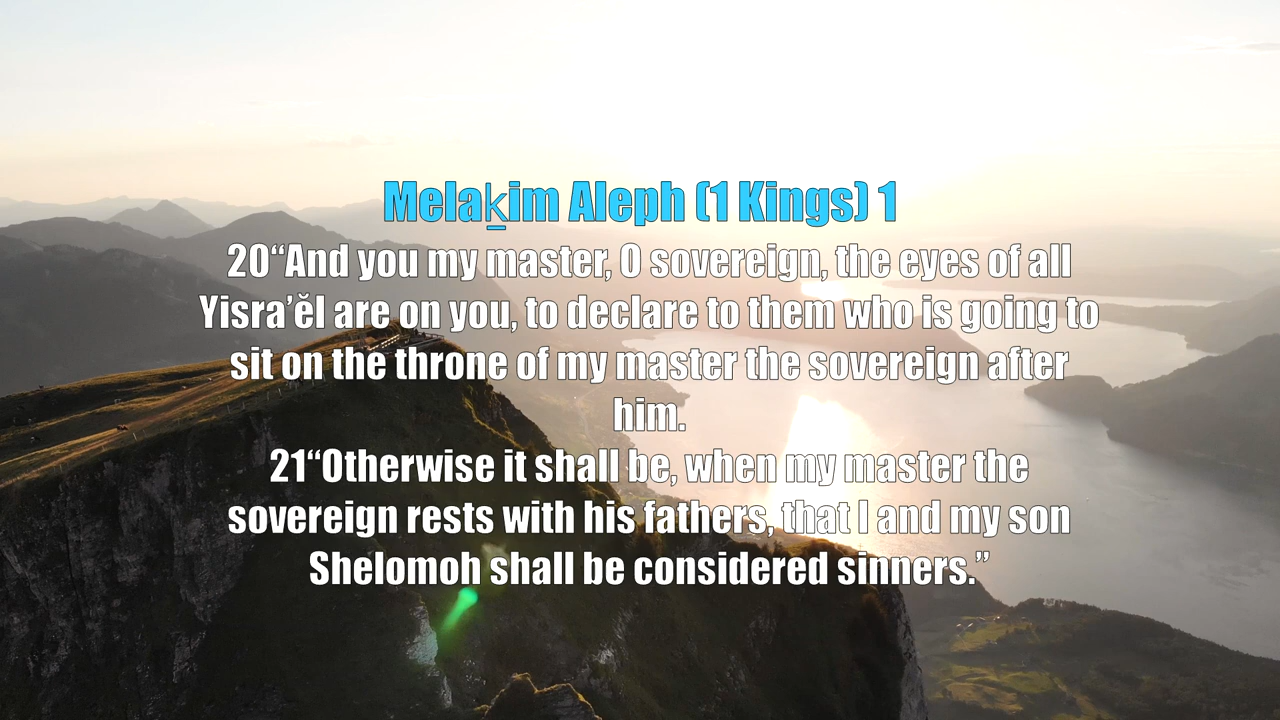 Melaḵim Aleph (1 Kings) 1
20“And you my master, O sovereign, the eyes of all
Yisra’ĕl are on you, to declare to them who is going to
sit on the throne of my master the sovereign after
him.
21“Otherwise it shall be, when my master the
sovereign rests with his fathers, that I and my son
Shelomoh shall be considered sinners.”